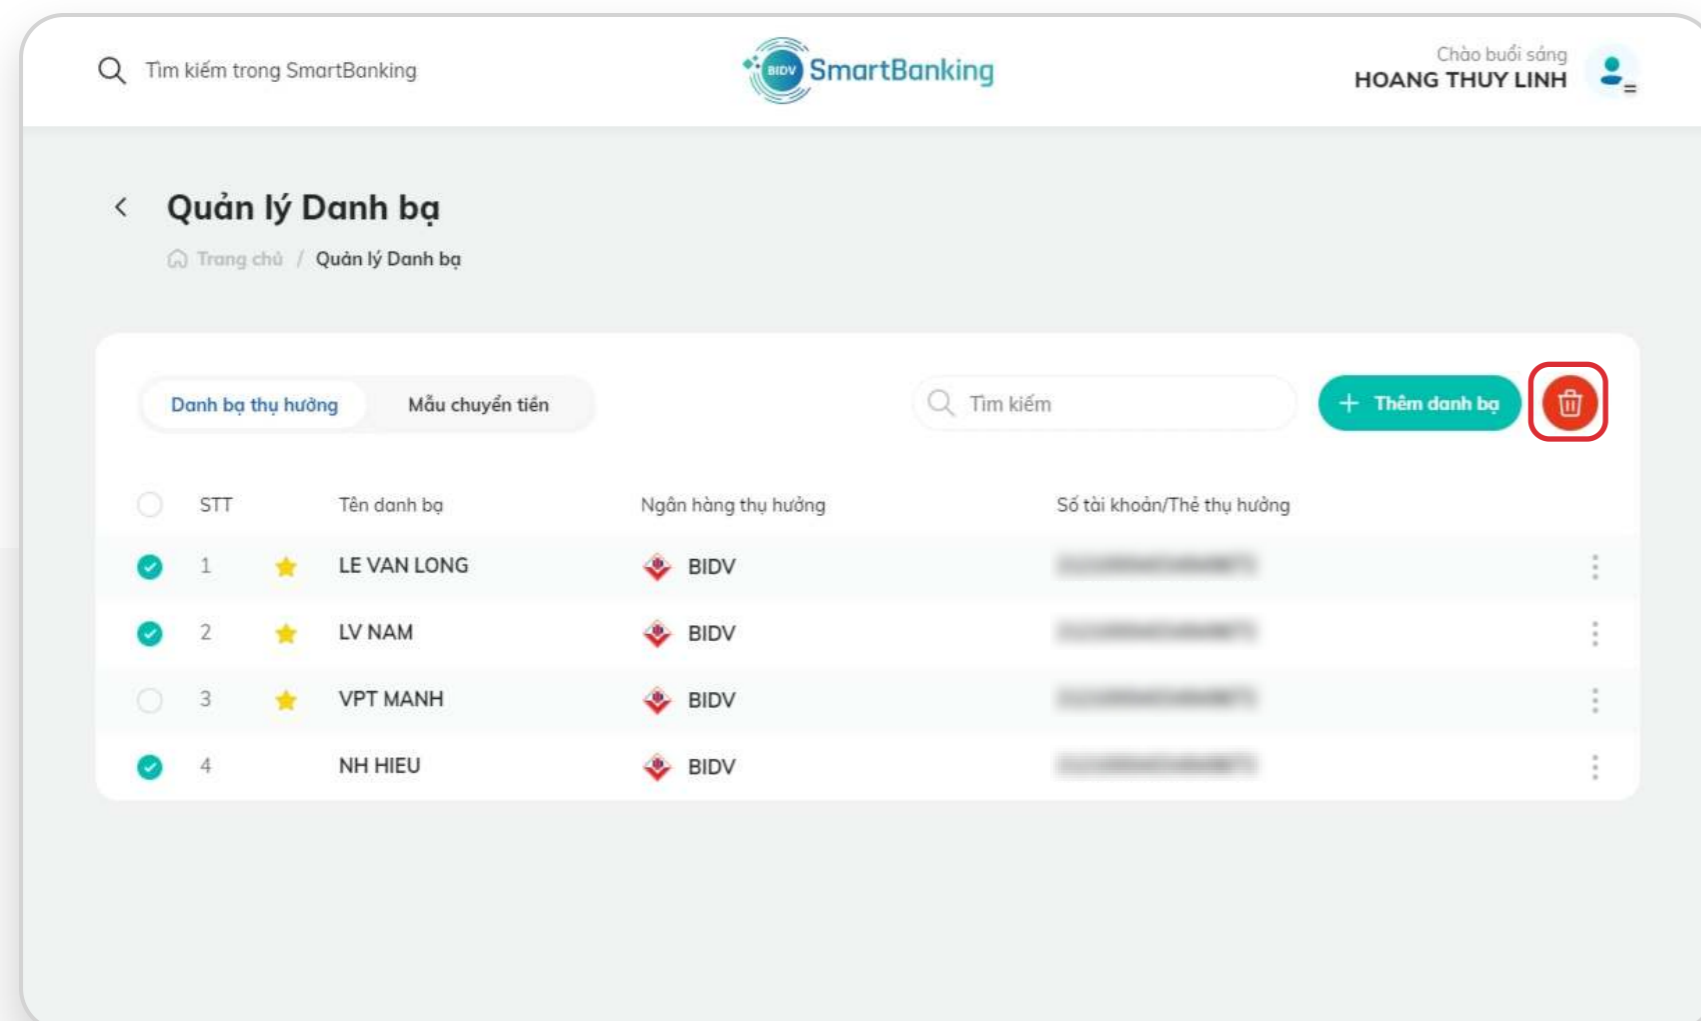 Tìm kiếm trong SmartBanking
BIDV SmartBanking
Chào buổi sáng
HOANG THUY LINH
Quản lý Danh bạ
Trang chủ / Quản lý Danh bạ
Danh bạ thụ hưởng Mẫu chuyển tiền Tìm kiếm + Thêm danh bạ
STT Tên danh bạ Ngân hàng thụ hưởng Số tài khoản/Thẻ thụ hưởng
1 LE VAN LONG BIDV
2 LV NAM BIDV
3 VPT MANH BIDV
4 NH HIEU BIDV